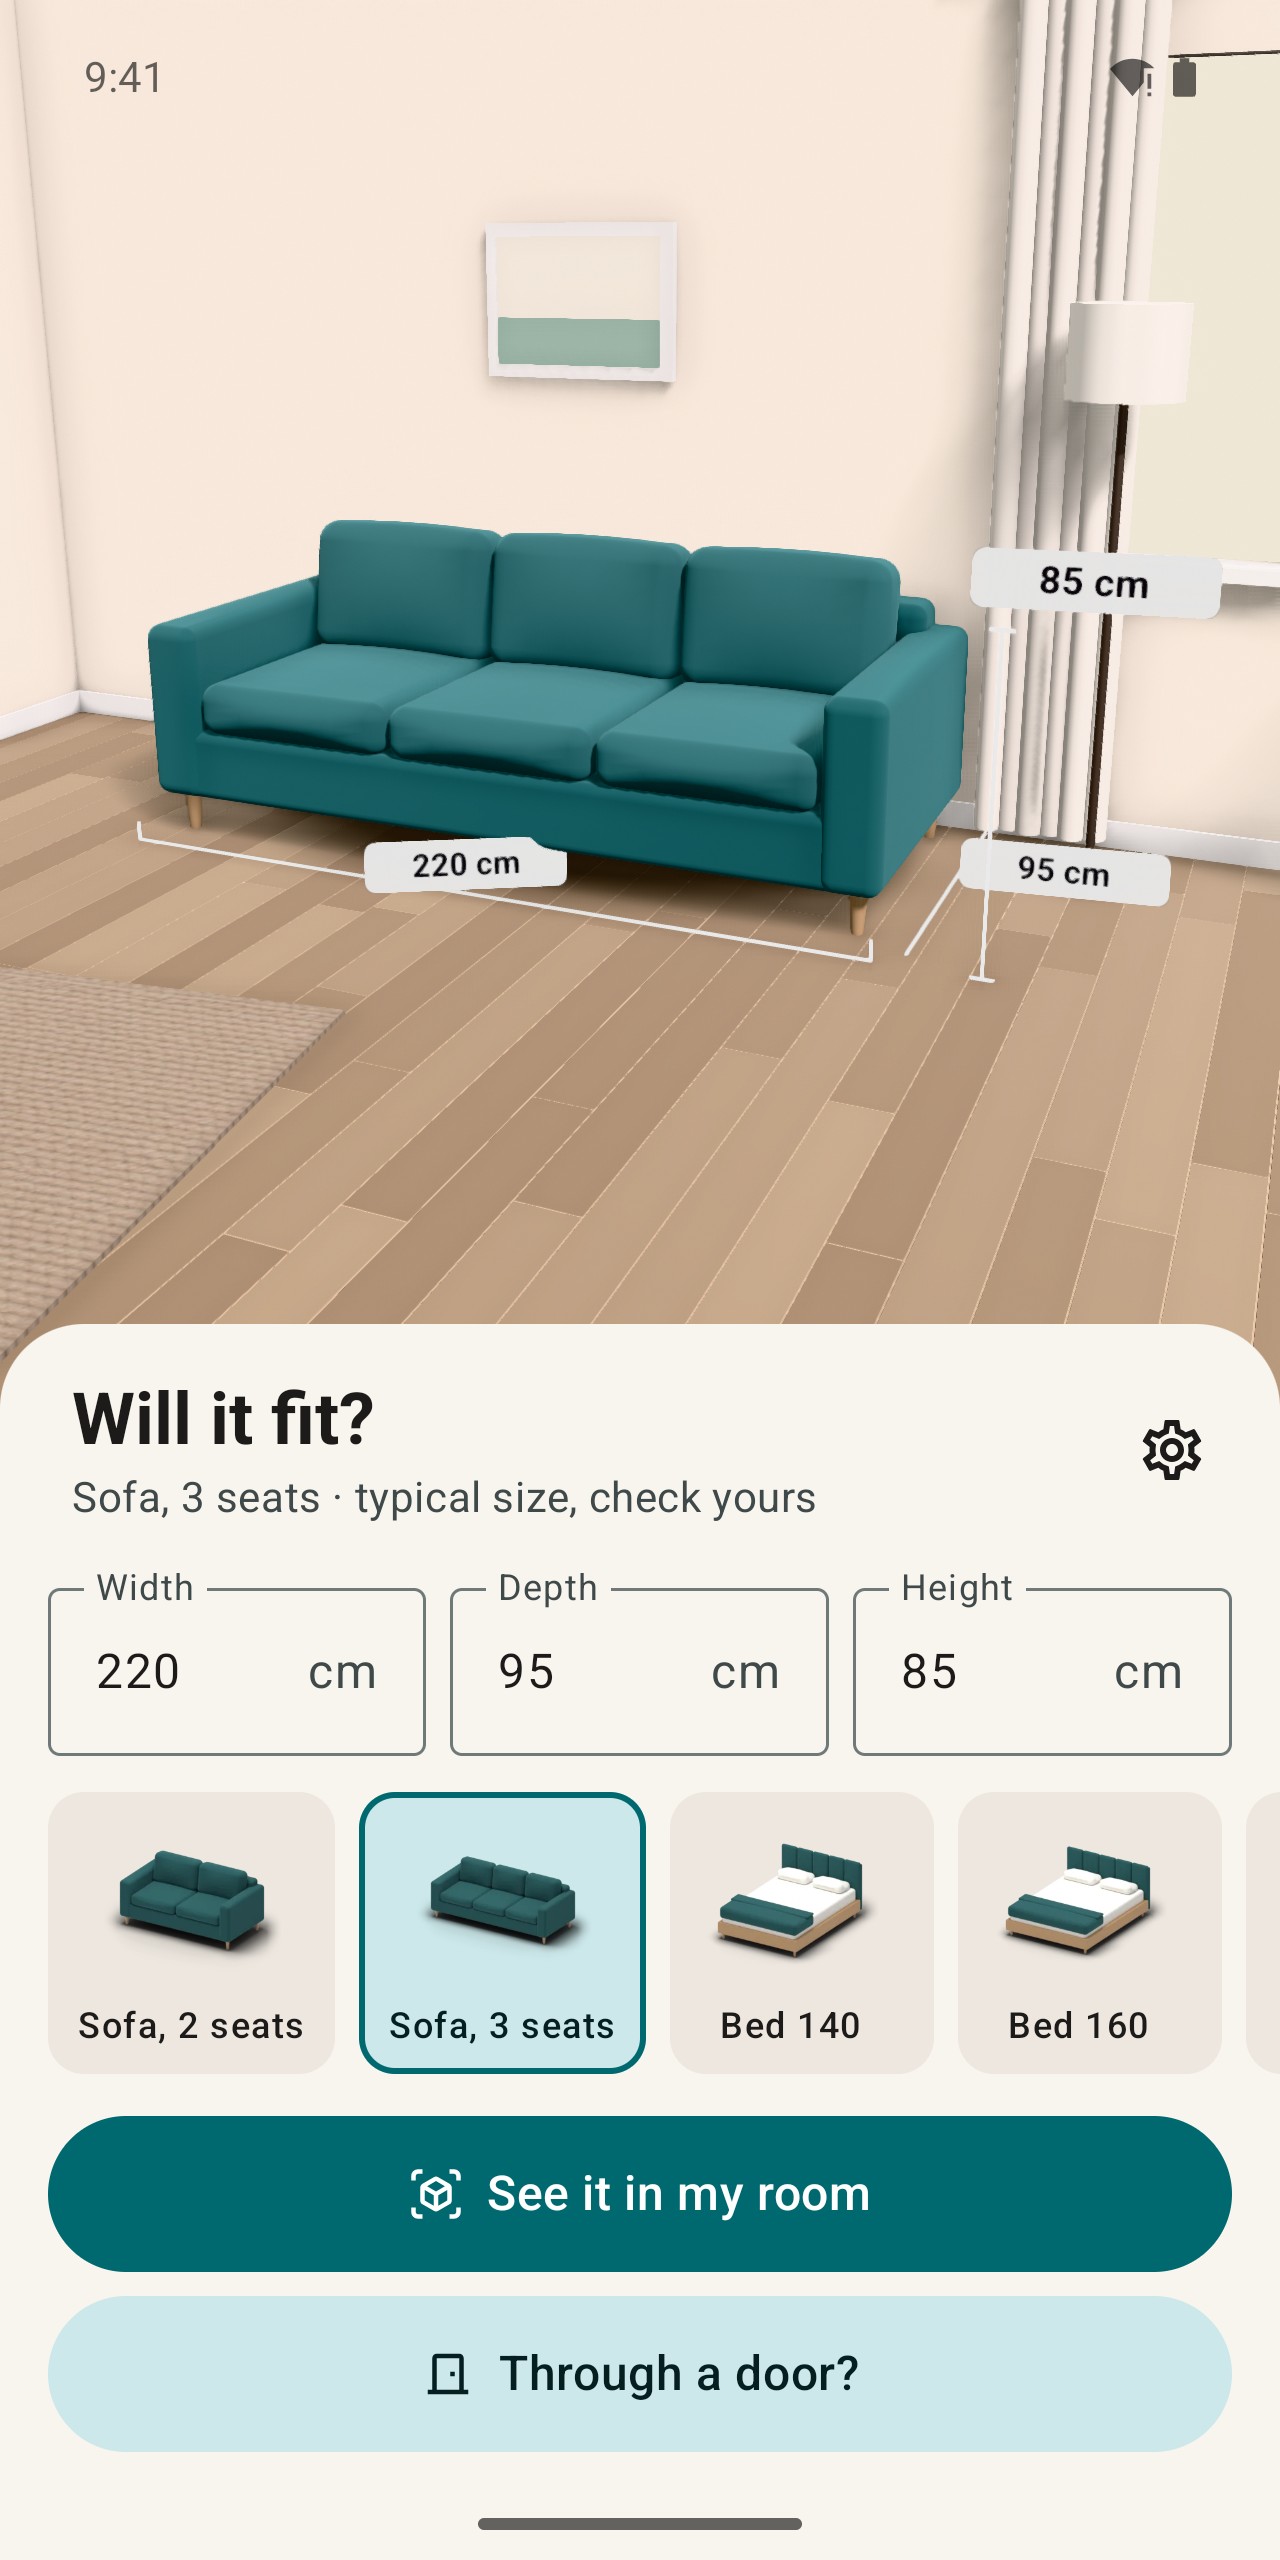 9:41
85 cm
220 cm
95 cm
Will it fit?
Sofa, 3 seats · typical size, check yours
Width
Depth
Height
220 cm
95 cm
85 cm
Sofa, 2 seats
Sofa, 3 seats
Bed 140
Bed 160
See it in my room
Through a door?